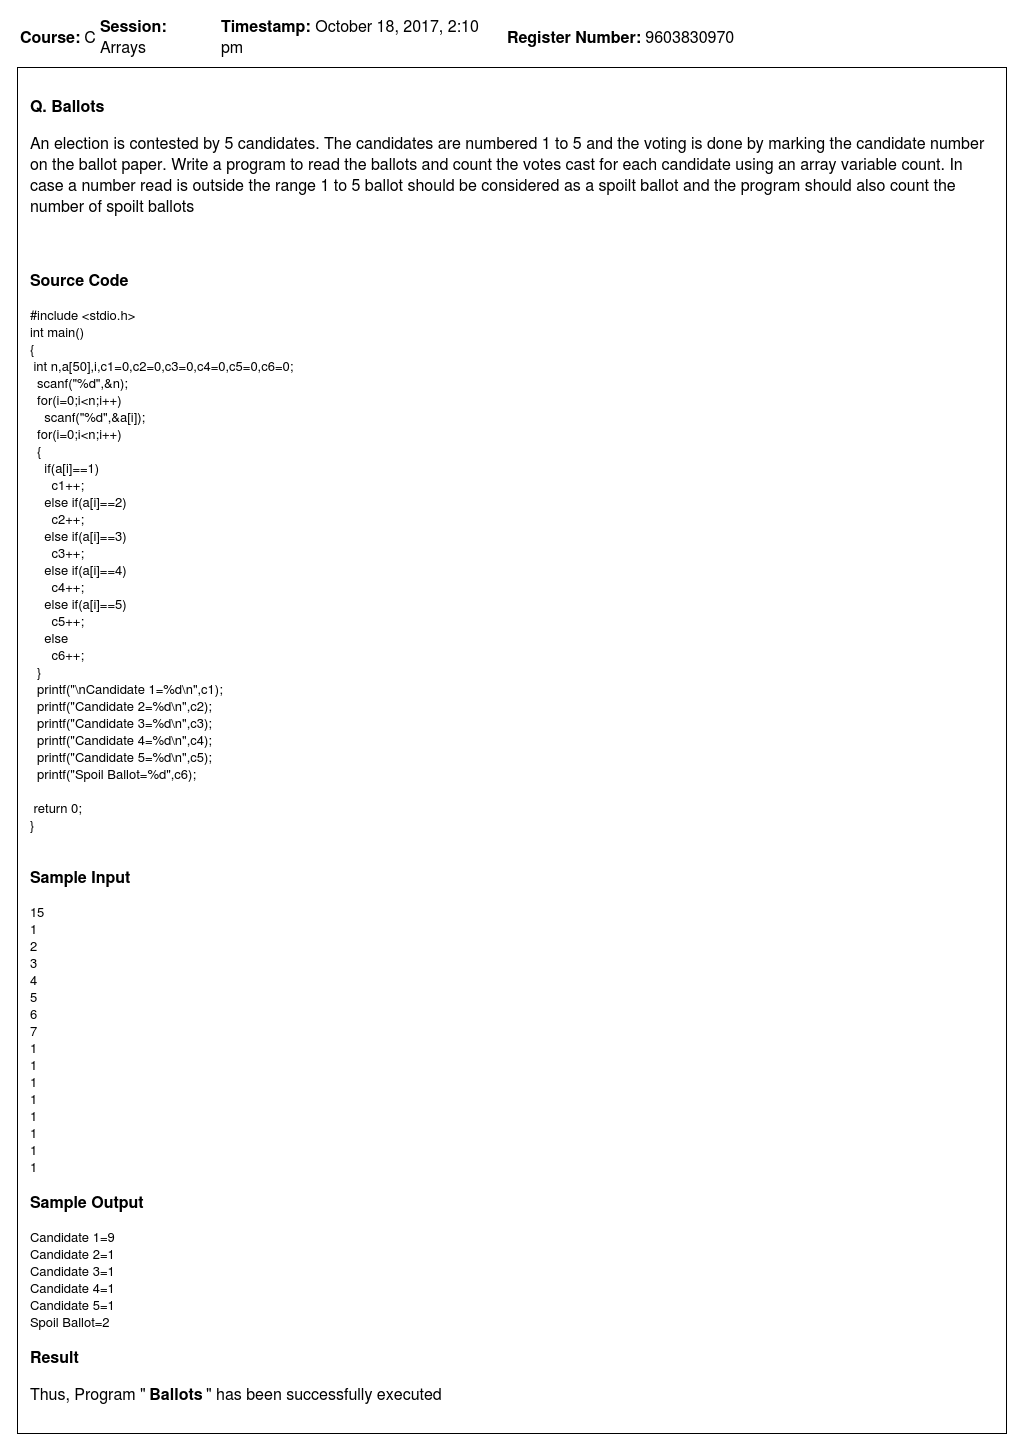 Course: C Session: Arrays Timestamp: October 18, 2017, 2:10 pm Register Number: 9603830970
Q. Ballots
An election is contested by 5 candidates. The candidates are numbered 1 to 5 and the voting is done by marking the candidate number
on the ballot paper. Write a program to read the ballots and count the votes cast for each candidate using an array variable count. In
case a number read is outside the range 1 to 5 ballot should be considered as a spoilt ballot and the program should also count the
number of spoilt ballots
Source Code
#include <stdio.h>
int main()
{
int n,a[50],i,c1=0,c2=0,c3=0,c4=0,c5=0,c6=0;
scanf("%d",&n);
for(i=0;i<n;i++)
scanf("%d",&a[i]);
for(i=0;i<n;i++)
{
if(a[i]==1)
c1++;
else if(a[i]==2)
c2++;
else if(a[i]==3)
c3++;
else if(a[i]==4)
c4++;
else if(a[i]==5)
c5++;
else
c6++;
}
printf("\nCandidate 1=%d\n",c1);
printf("Candidate 2=%d\n",c2);
printf("Candidate 3=%d\n",c3);
printf("Candidate 4=%d\n",c4);
printf("Candidate 5=%d\n",c5);
printf("Spoil Ballot=%d",c6);
return 0;
}
Sample Input
15
1
2
3
4
5
6
7
1
1
1
1
1
1
1
1
Sample Output
Candidate 1=9
Candidate 2=1
Candidate 3=1
Candidate 4=1
Candidate 5=1
Spoil Ballot=2
Result
Thus, Program " Ballots " has been successfully executed